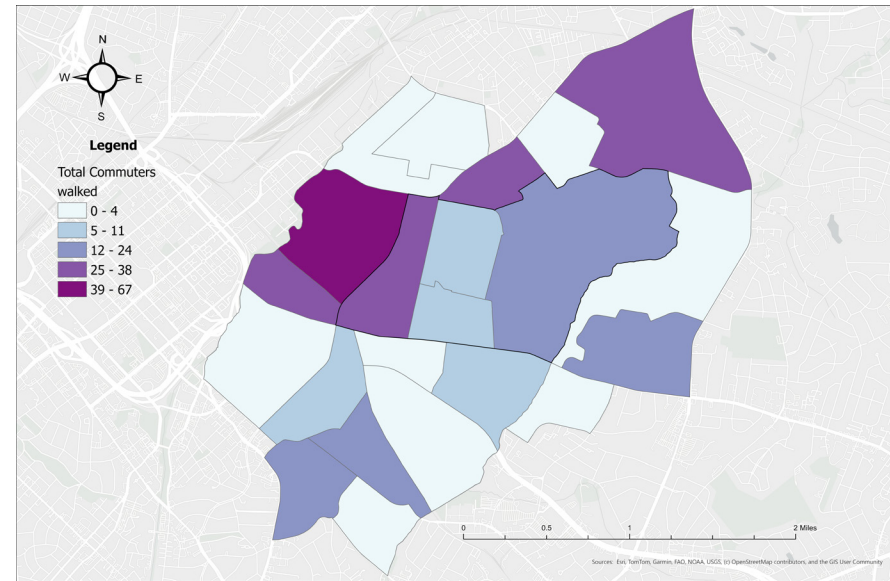 N
W E
S
Legend
Total Commuters
walked
0 - 4
5 - 11
12 - 24
25 - 38
39 - 67
0 0.5 1 2 Miles
Sources: Esri, TomTom, Garmin, FAO, NOAA, USGS, (c) OpenStreetMap contributors, and the GIS User Community